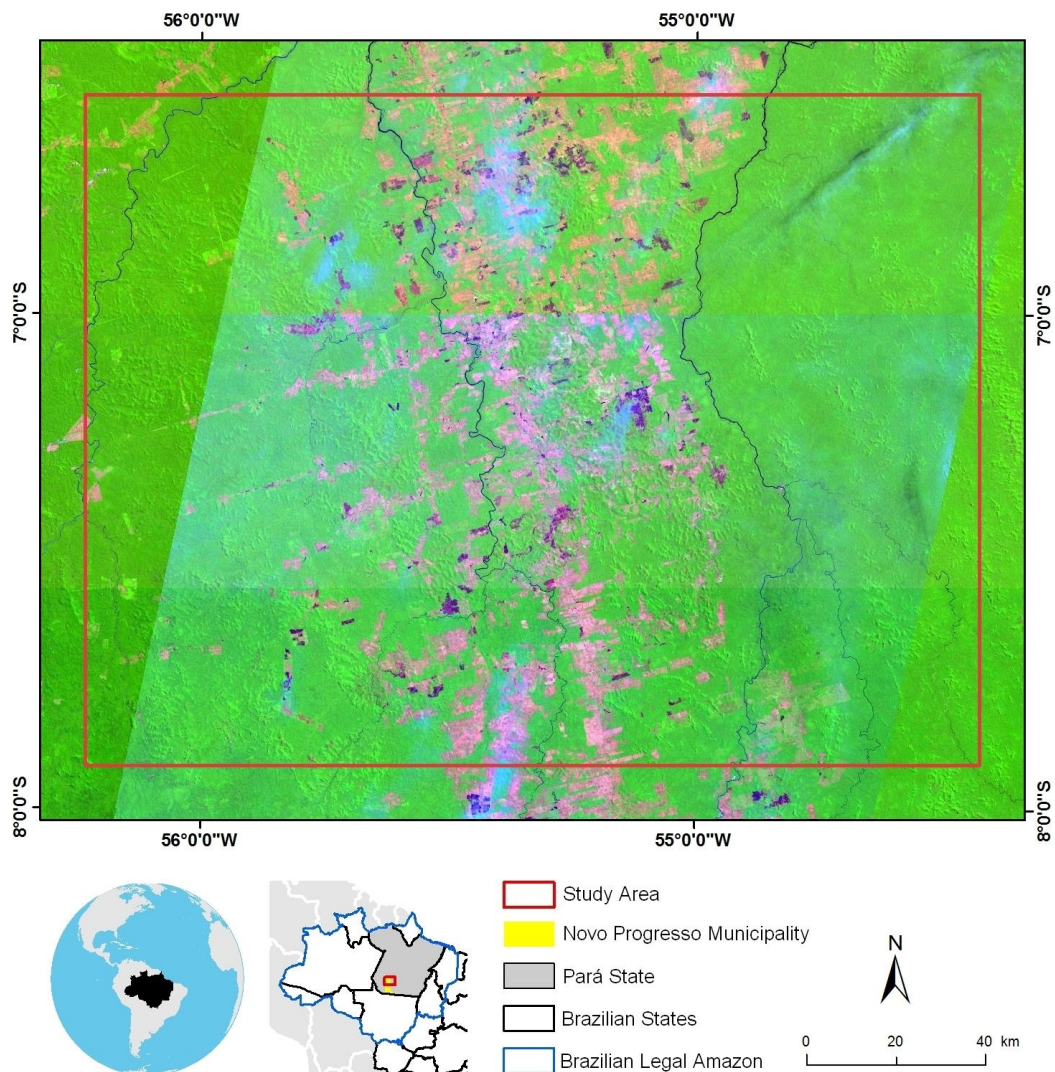 56°0'0"W
55°0'0"W
7°0'0"S
7°0'0"S
8°0'0"S
8°0'0"S
56°0'0"W
55°0'0"W
Study Area
Novo Progresso Municipality
Pará State
Brazilian States
Brazilian Legal Amazon
N
0 20 40 km